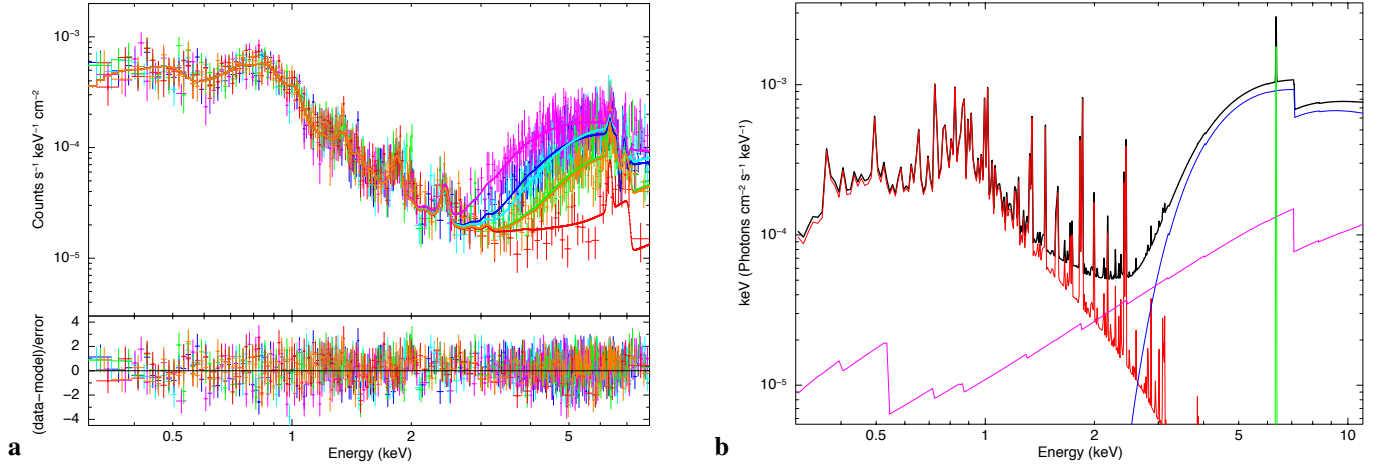 10⁻³
10⁻⁴
10⁻⁵
Counts s⁻¹ keV⁻¹ cm⁻²
4
2
0
−2
−4
(data−model)/error
0.5
1
2
5
Energy (keV)
a
10⁻³
10⁻⁴
10⁻⁵
keV (Photons cm⁻² s⁻¹ keV⁻¹)
0.5
1
2
5
10
Energy (keV)
b